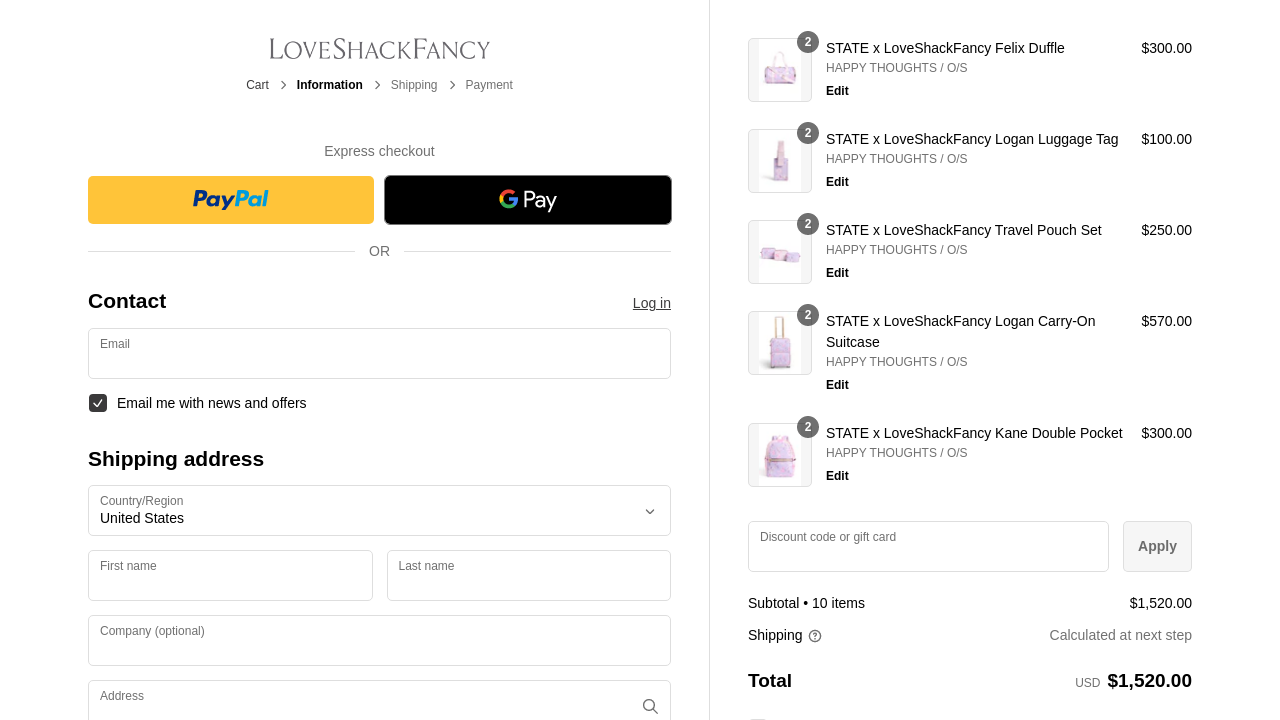 LoveShackFancy
Cart
Information
Shipping
Payment
Express checkout
PayPal
G Pay
OR
Contact
Log in
Email
Email me with news and offers
Shipping address
Country/Region
United States
First name
Last name
Company (optional)
Address
2
STATE x LoveShackFancy Felix Duffle
$300.00
HAPPY THOUGHTS / O/S
Edit
2
STATE x LoveShackFancy Logan Luggage Tag
$100.00
HAPPY THOUGHTS / O/S
Edit
2
STATE x LoveShackFancy Travel Pouch Set
$250.00
HAPPY THOUGHTS / O/S
Edit
2
STATE x LoveShackFancy Logan Carry-On
Suitcase
$570.00
HAPPY THOUGHTS / O/S
Edit
2
STATE x LoveShackFancy Kane Double Pocket
$300.00
HAPPY THOUGHTS / O/S
Edit
Discount code or gift card
Apply
Subtotal • 10 items
$1,520.00
Shipping
Calculated at next step
Total
USD $1,520.00